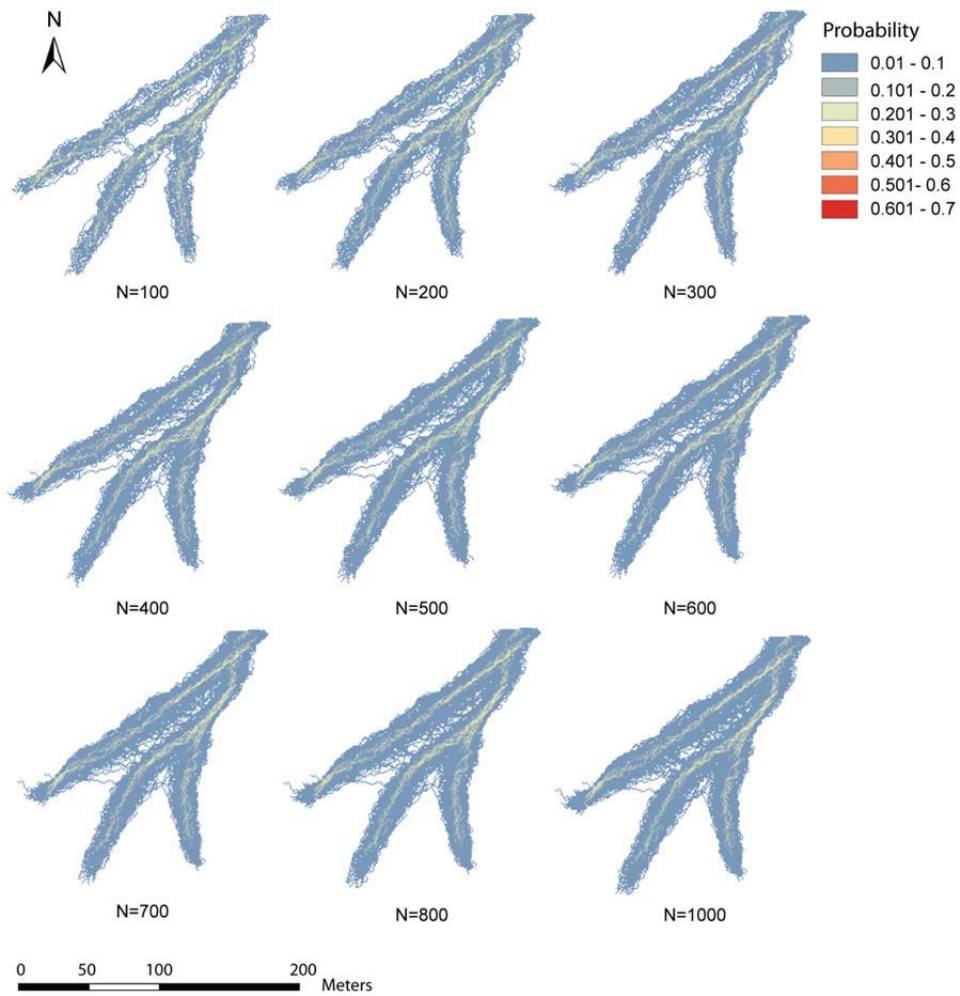 N
Probability
0.01 - 0.1
0.101 - 0.2
0.201 - 0.3
0.301 - 0.4
0.401 - 0.5
0.501- 0.6
0.601 - 0.7
N=100
N=200
N=300
N=400
N=500
N=600
N=700
N=800
N=1000
0 50 100 200
Meters